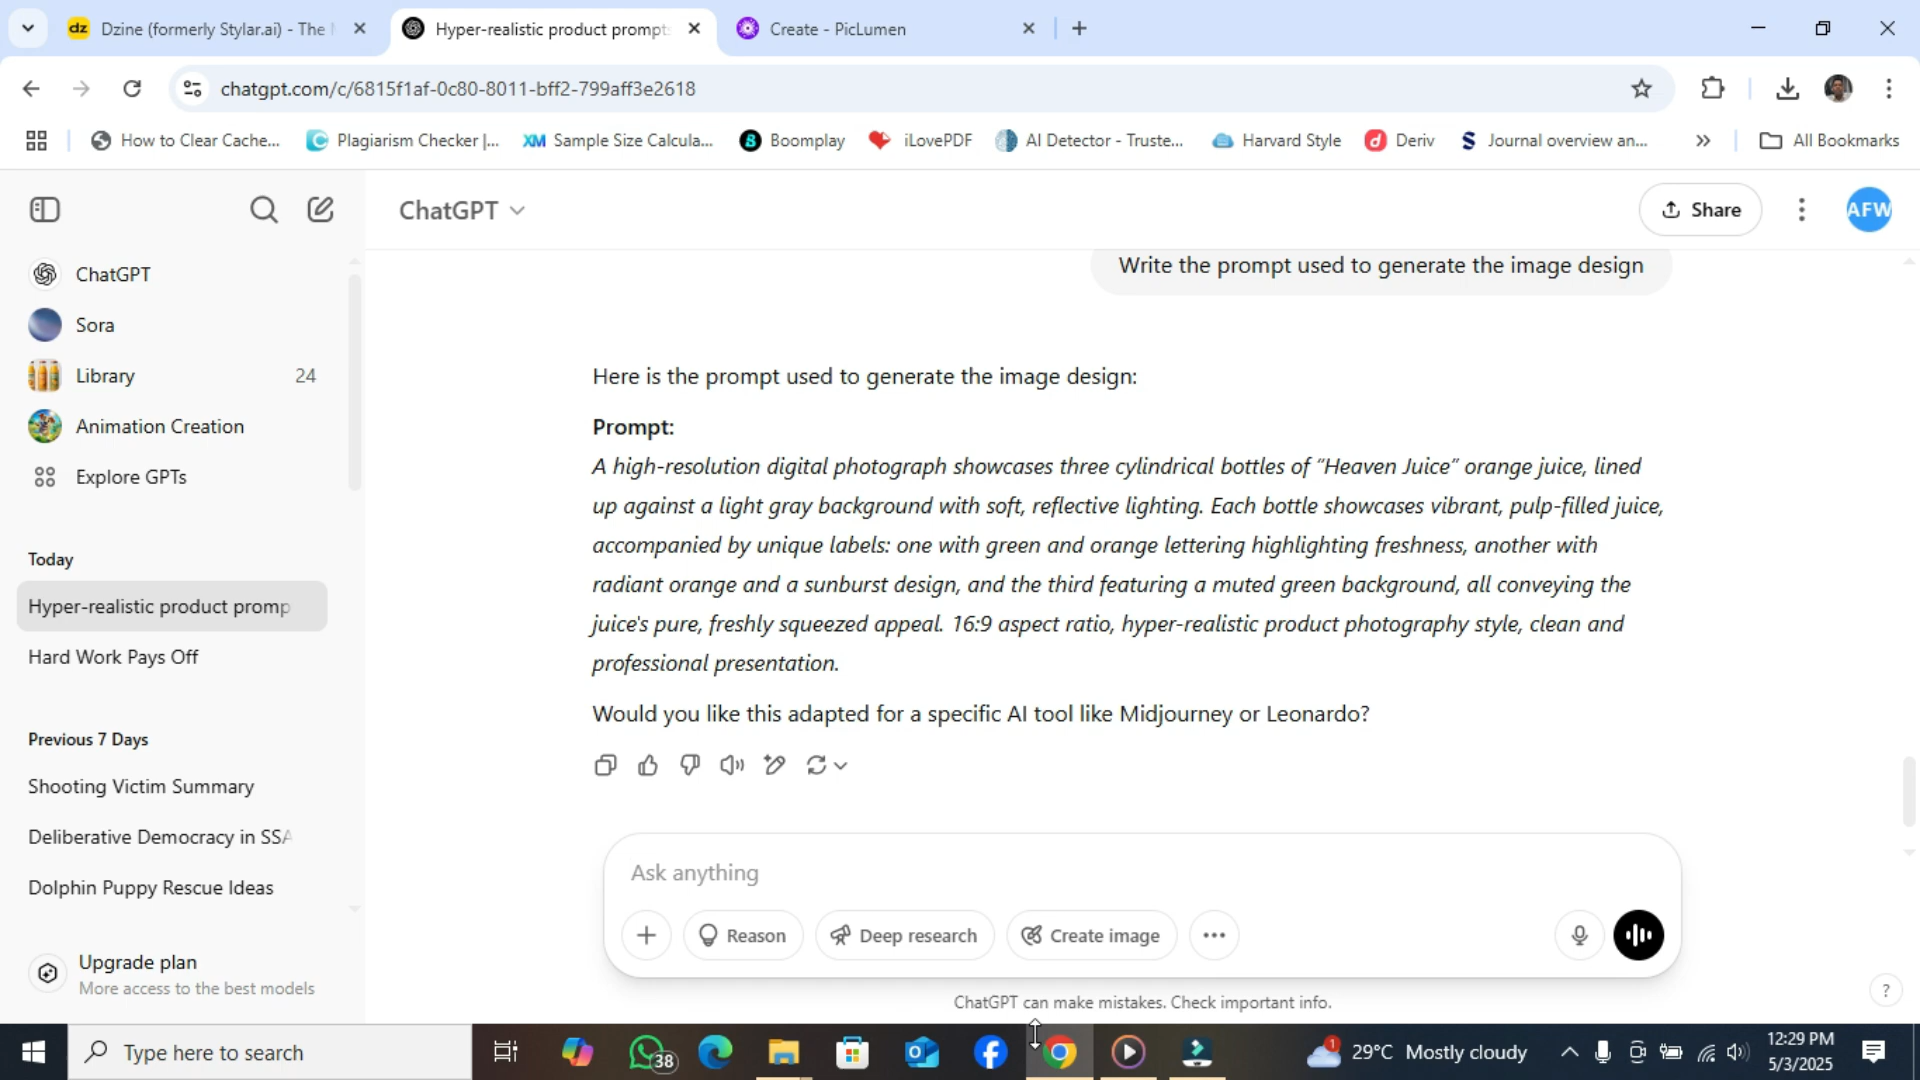 Dzine (formerly Stylar.ai) - The
Hyper-realistic product prompts
Create - PicLumen
chatgpt.com/c/6815f1af-0c80-8011-bff2-799aff3e2618
How to Clear Cache...
Plagiarism Checker |...
XM Sample Size Calcula...
Boomplay
iLovePDF
AI Detector - Truste...
Harvard Style
Deriv
Journal overview an...
All Bookmarks
ChatGPT
Share
AFW
ChatGPT
Sora
Library 24
Animation Creation
Explore GPTs
Today
Hyper-realistic product promp
Hard Work Pays Off
Previous 7 Days
Shooting Victim Summary
Deliberative Democracy in SSA
Dolphin Puppy Rescue Ideas
Upgrade plan
More access to the best models
Write the prompt used to generate the image design
Here is the prompt used to generate the image design:
Prompt:
A high-resolution digital photograph showcases three cylindrical bottles of “Heaven Juice” orange juice, lined
up against a light gray background with soft, reflective lighting. Each bottle showcases vibrant, pulp-filled juice,
accompanied by unique labels: one with green and orange lettering highlighting freshness, another with
radiant orange and a sunburst design, and the third featuring a muted green background, all conveying the
juice's pure, freshly squeezed appeal. 16:9 aspect ratio, hyper-realistic product photography style, clean and
professional presentation.
Would you like this adapted for a specific AI tool like Midjourney or Leonardo?
Ask anything
Reason
Deep research
Create image
ChatGPT can make mistakes. Check important info.
?
Type here to search
38
1
29°C Mostly cloudy
12:29 PM
5/3/2025